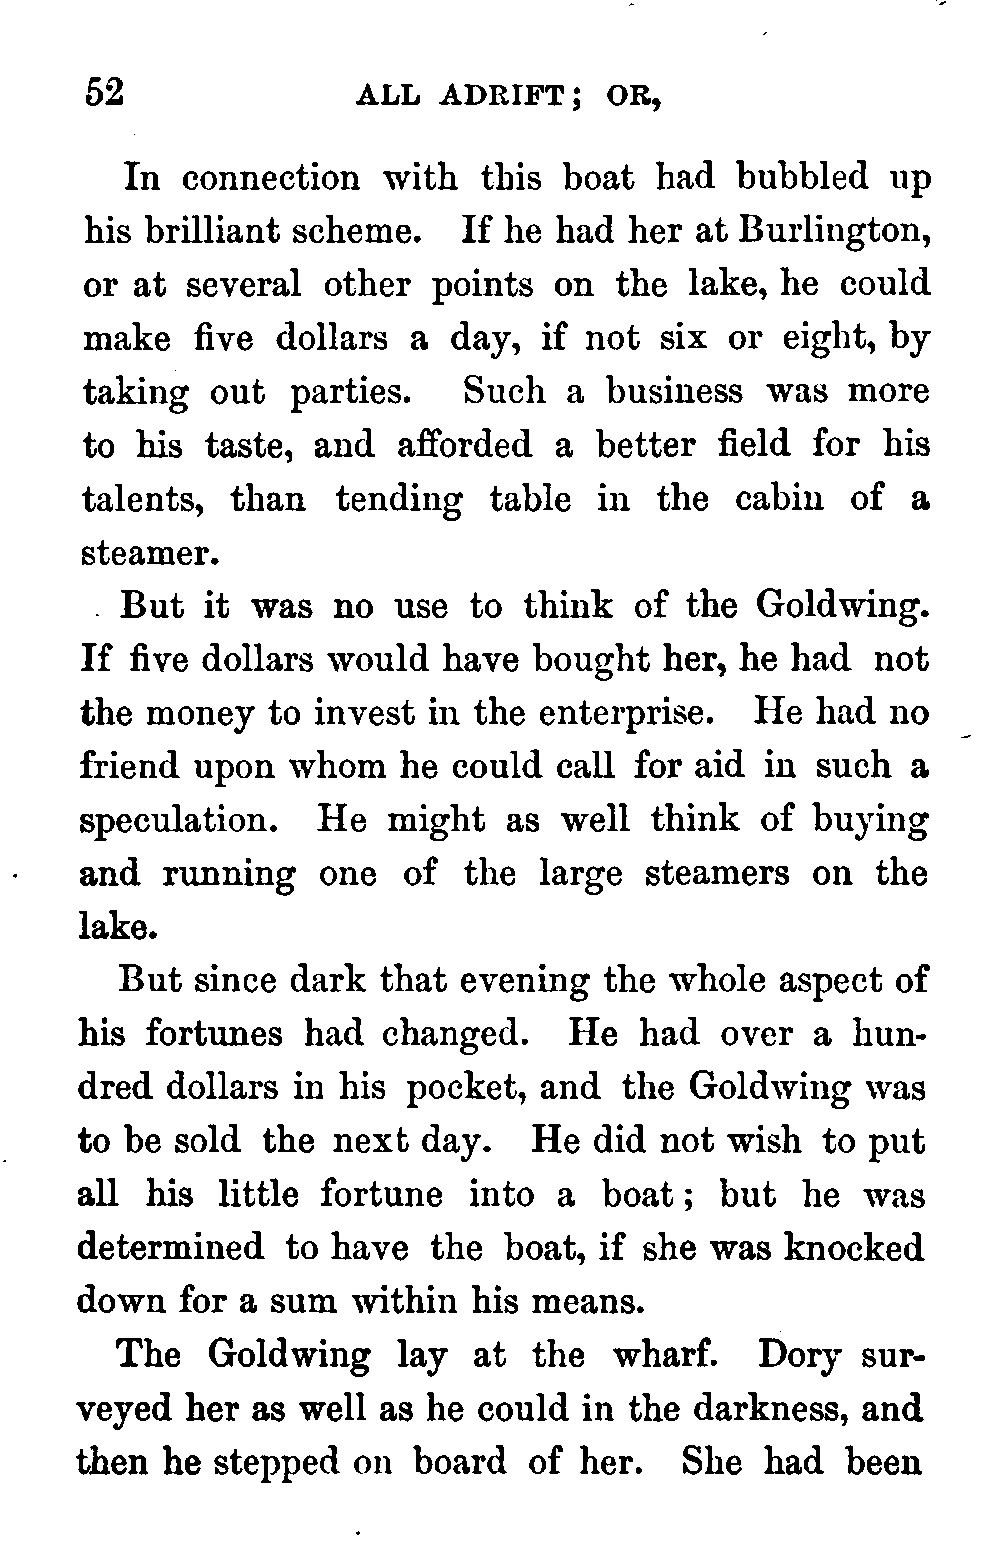 52 ALL ADRIFT; OR,
In connection with this boat had bubbled up
his brilliant scheme. If he had her at Burlington,
or at several other points on the lake, he could
make five dollars a day, if not six or eight, by
taking out parties. Such a business was more
to his taste, and afforded a better field for his
talents, than tending table in the cabin of a
steamer.
But it was no use to think of the Goldwing.
If five dollars would have bought her, he had not
the money to invest in the enterprise. He had no
friend upon whom he could call for aid in such a
speculation. He might as well think of buying
and running one of the large steamers on the
lake.
But since dark that evening the whole aspect of
his fortunes had changed. He had over a hun-
dred dollars in his pocket, and the Goldwing was
to be sold the next day. He did not wish to put
all his little fortune into a boat; but he was
determined to have the boat, if she was knocked
down for a sum within his means.
The Goldwing lay at the wharf. Dory sur-
veyed her as well as he could in the darkness, and
then he stepped on board of her. She had been